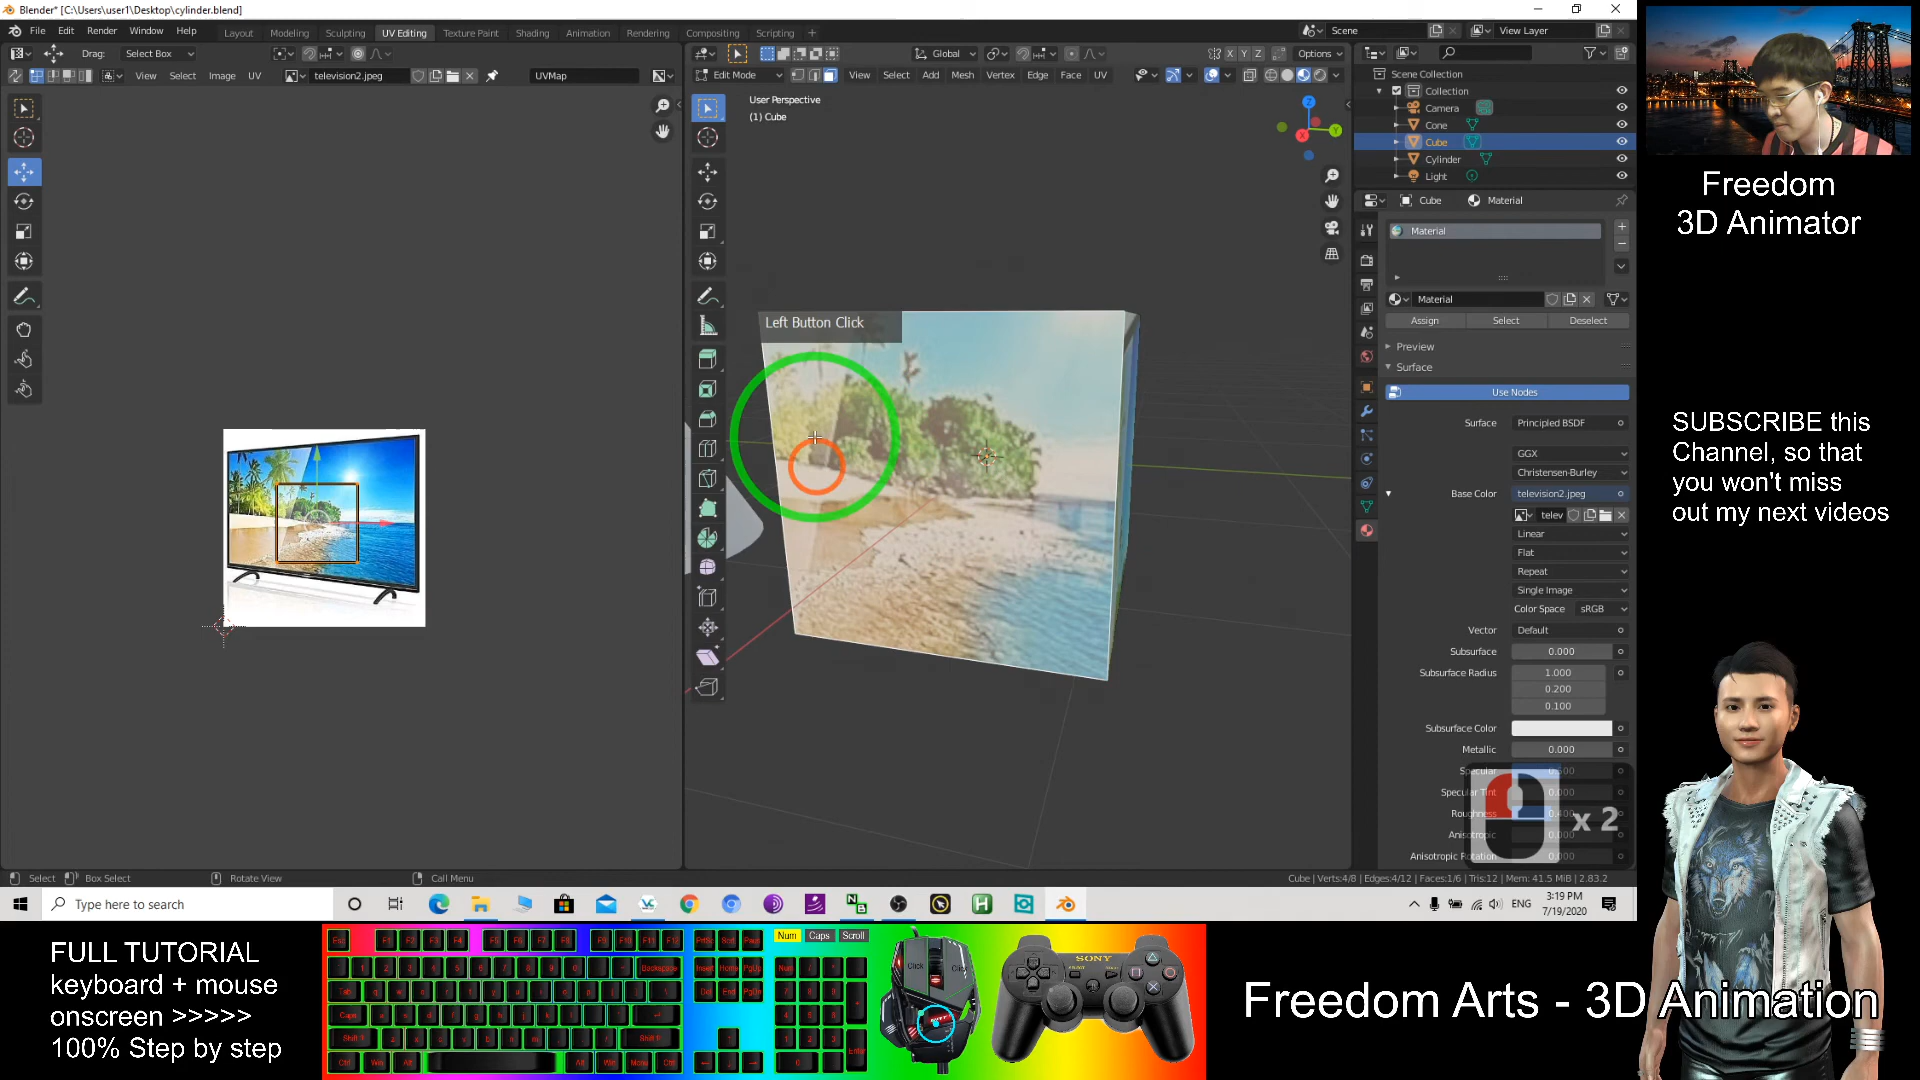 Blender* [C:\Users\user1\Desktop\cylinder.blend]
File Edit Render Window Help
Layout Modeling Sculpting UV Editing Texture Paint Shading Animation Rendering Compositing Scripting +
Scene
View Layer
Drag: Select Box
Global
X Y Z
Options
View Select Image UV
television2.jpeg
UVMap
Edit Mode
View Select Add Mesh Vertex Edge Face UV
User Perspective
(1) Cube
Left Button Click
Scene Collection
Collection
Camera
Cone
Cube
Cylinder
Light
Cube Material
Material
Material
Assign Select Deselect
Preview
Surface
Use Nodes
Surface Principled BSDF
GGX
Christensen-Burley
Base Color television2.jpeg
telev
Linear
Flat
Repeat
Single Image
Color Space sRGB
Vector Default
Subsurface 0.000
Subsurface Radius 1.000
0.200
0.100
Subsurface Color
Metallic 0.000
Specular
Specular Tint
Roughness
Anisotropic
Anisotropic Rotation
x 2
Select Box Select Rotate View Call Menu
Cube | Verts:4/8 | Edges:4/12 | Faces:1/6 | Tris:12 | Mem: 41.5 MiB | 2.83.2
Type here to search
ENG
3:19 PM
7/19/2020
Freedom
3D Animator
SUBSCRIBE this
Channel, so that
you won't miss
out my next videos
FULL TUTORIAL
keyboard + mouse
onscreen >>>>>
100% Step by step
Num Caps Scroll
Click
SONY
Freedom Arts - 3D Animation